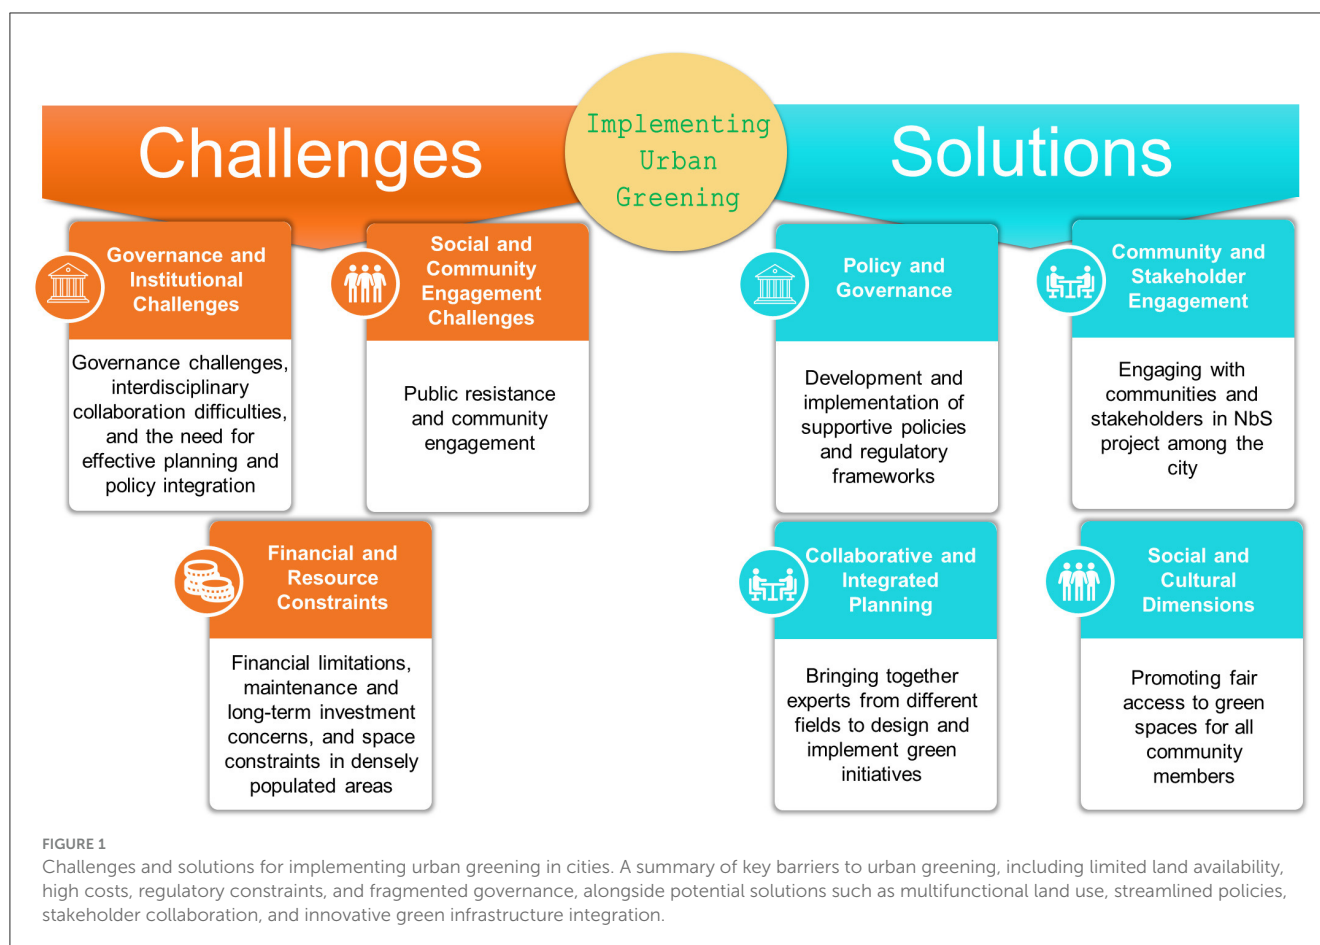 Challenges
Implementing
Urban
Greening
Solutions
Governance and
Institutional
Challenges
Governance challenges,
interdisciplinary
collaboration difficulties,
and the need for
effective planning and
policy integration
Social and
Community
Engagement
Challenges
Public resistance
and community
engagement
Financial and
Resource
Constraints
Financial limitations,
maintenance and
long-term investment
concerns, and space
constraints in densely
populated areas
Policy and
Governance
Development and
implementation of
supportive policies
and regulatory
frameworks
Community and
Stakeholder
Engagement
Engaging with
communities and
stakeholders in NbS
project among the
city
Collaborative and
Integrated
Planning
Bringing together
experts from different
fields to design and
implement green
initiatives
Social and
Cultural
Dimensions
Promoting fair
access to green
spaces for all
community
members
FIGURE 1
Challenges and solutions for implementing urban greening in cities. A summary of key barriers to urban greening, including limited land availability,
high costs, regulatory constraints, and fragmented governance, alongside potential solutions such as multifunctional land use, streamlined policies,
stakeholder collaboration, and innovative green infrastructure integration.